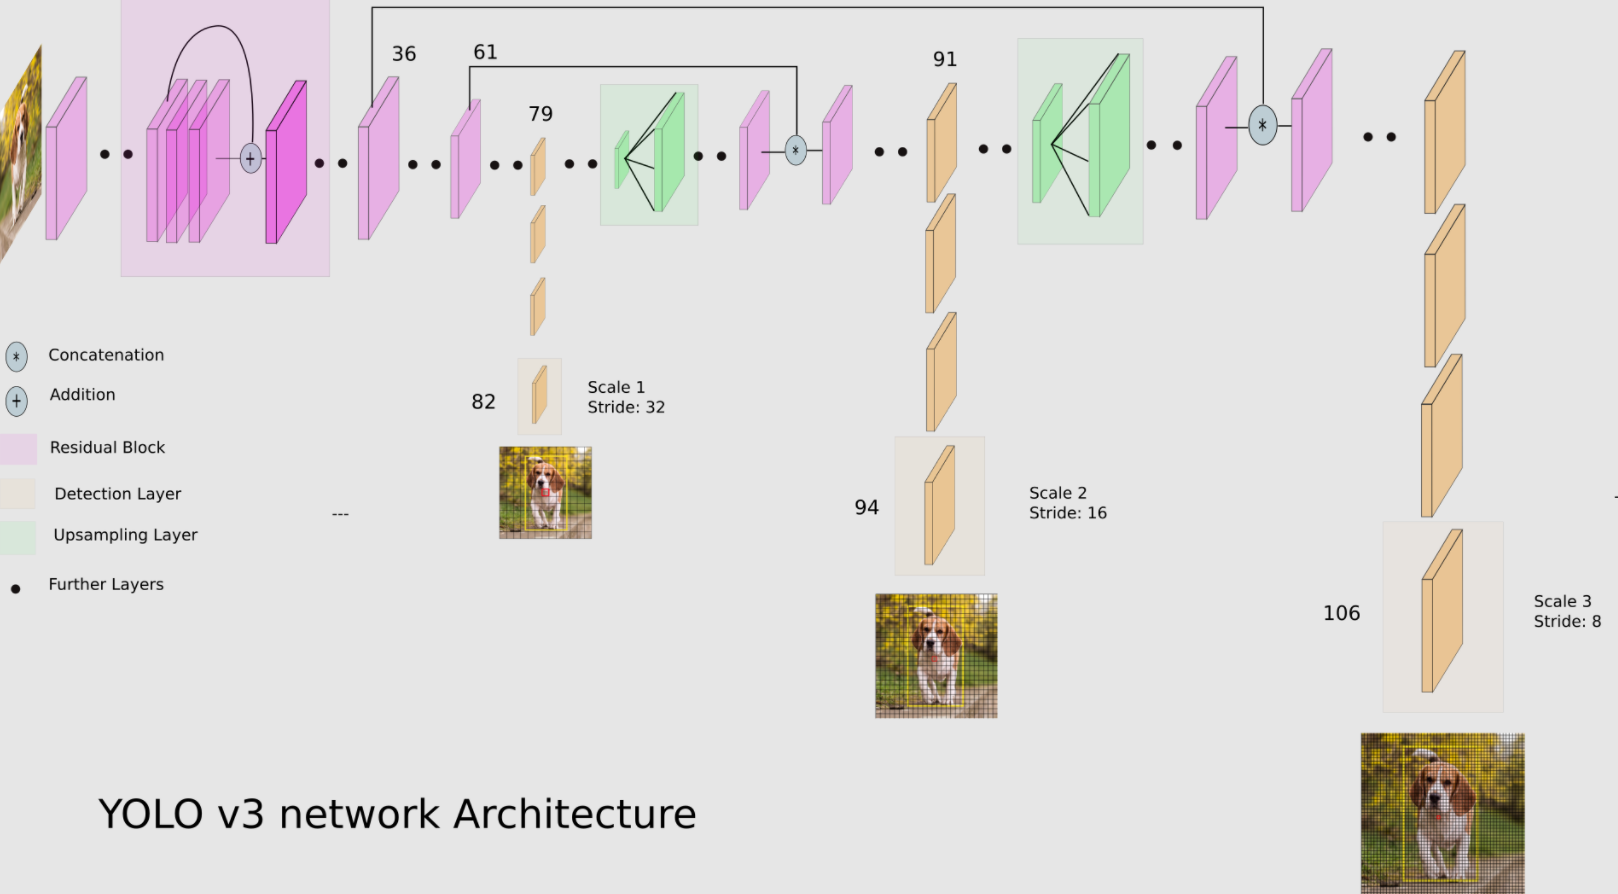 36
61
91
79
*
*
+
* Concatenation
+ Addition
Residual Block
Detection Layer
Upsampling Layer
Further Layers
---
82
Scale 1
Stride: 32
94
Scale 2
Stride: 16
106
Scale 3
Stride: 8
YOLO v3 network Architecture